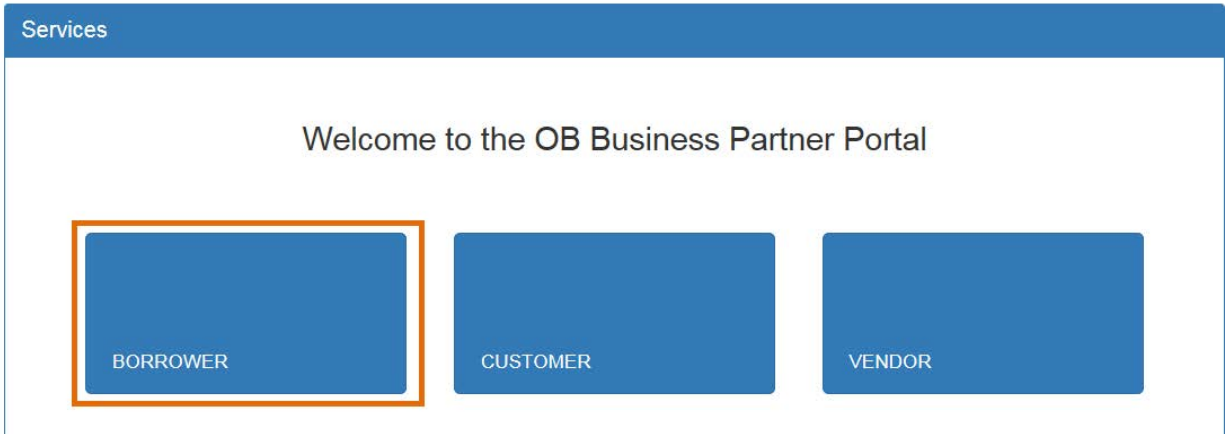 Services
Welcome to the OB Business Partner Portal
BORROWER
CUSTOMER
VENDOR